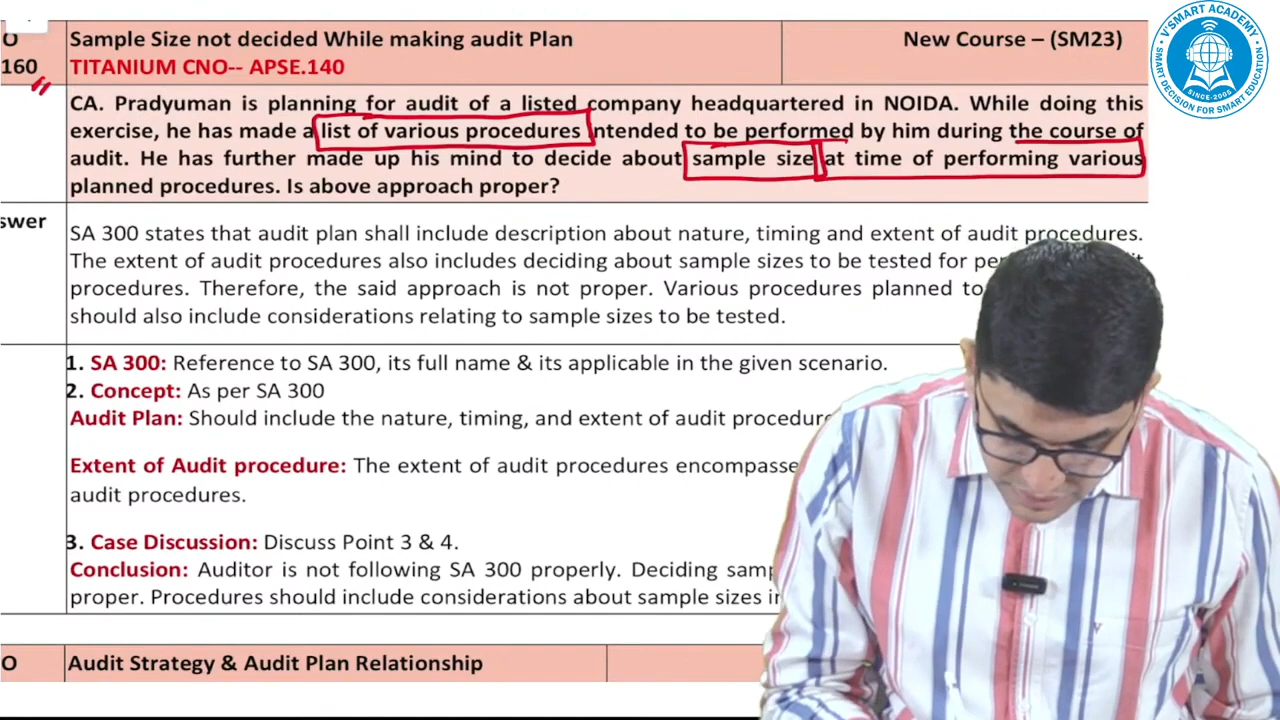 V'SMART ACADEMY
SMART DECISION FOR SMART EDUCATION
SINCE-2005
O Sample Size not decided While making audit Plan New Course – (SM23)
160 TITANIUM CNO-- APSE.140
CA. Pradyuman is planning for audit of a listed company headquartered in NOIDA. While doing this
exercise, he has made a list of various procedures intended to be performed by him during the course of
audit. He has further made up his mind to decide about sample size at time of performing various
planned procedures. Is above approach proper?
swer
SA 300 states that audit plan shall include description about nature, timing and extent of audit procedures.
The extent of audit procedures also includes deciding about sample sizes to be tested for
procedures. Therefore, the said approach is not proper. Various procedures planned to
should also include considerations relating to sample sizes to be tested.
1. SA 300: Reference to SA 300, its full name & its applicable in the given scenario.
2. Concept: As per SA 300
Audit Plan: Should include the nature, timing, and extent of audit
Extent of Audit procedure: The extent of audit procedures
audit procedures.
3. Case Discussion: Discuss Point 3 & 4.
Conclusion: Auditor is not following SA 300 properly. Deciding
proper. Procedures should include considerations about sample sizes
O Audit Strategy & Audit Plan Relationship